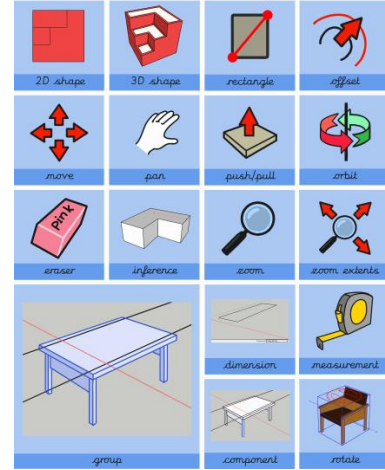 2D shape
3D shape
rectangle
offset
move
pan
push/pull
orbit
pink
eraser
inference
zoom
zoom extents
group
dimension
measurement
component
rotate